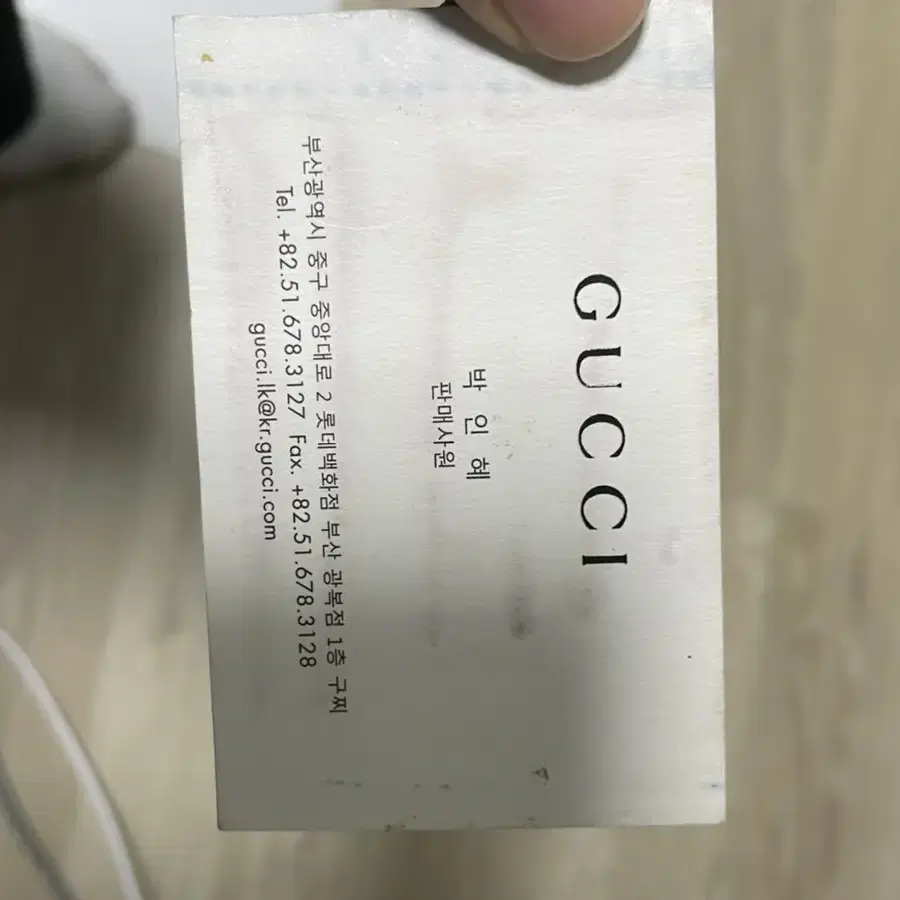 GUCCI
박 인 혜
판매사원
부산광역시 중구 중앙대로 2 롯데백화점 부산 광복점 1층 구찌
Tel. +82.51.678.3127 Fax. +82.51.678.3128
gucci.lk@kr.gucci.com